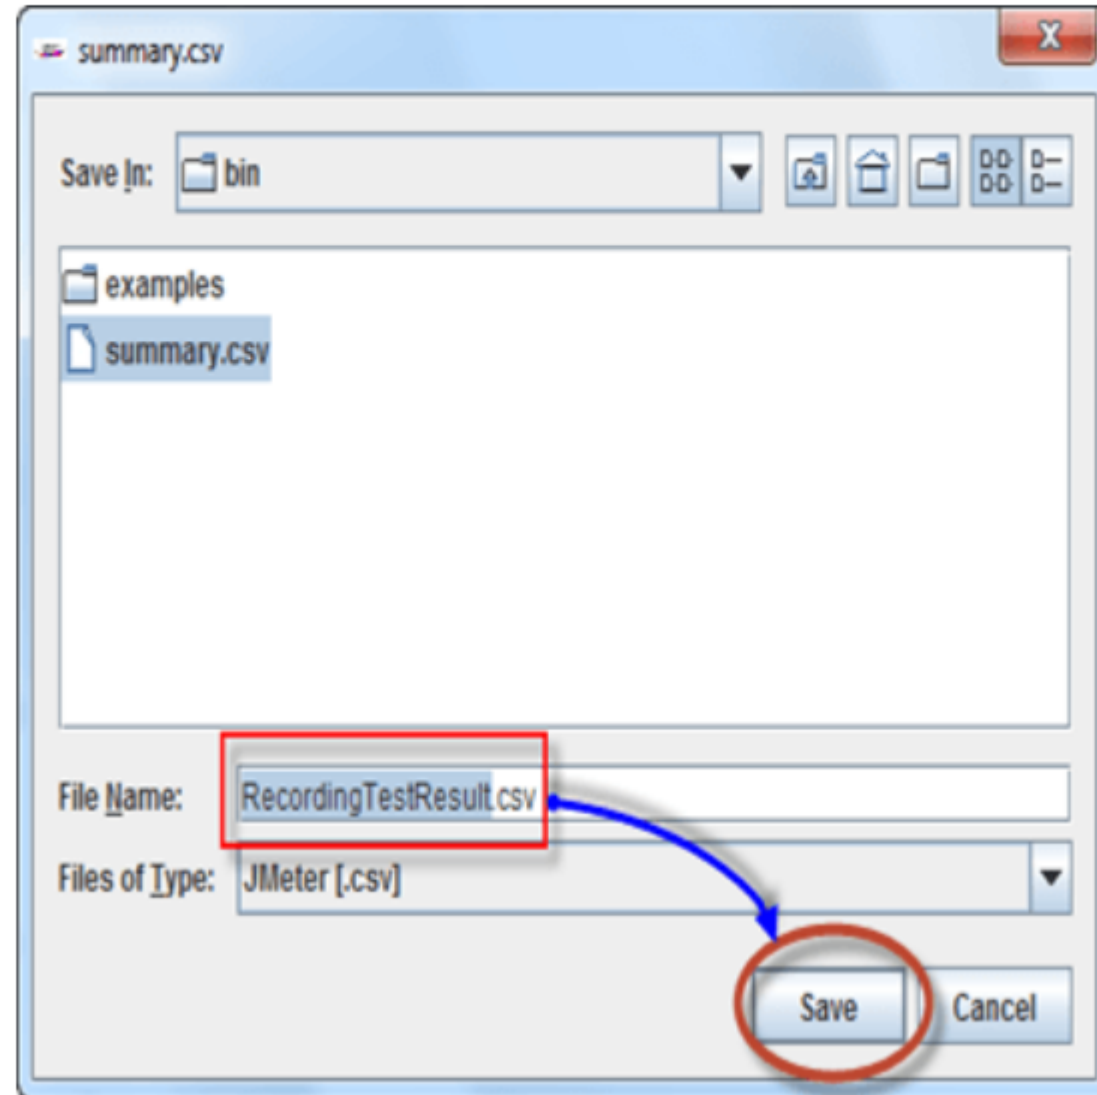 summary.csv
X
Save In: bin
examples
summary.csv
File Name: RecordingTestResult.csv
Files of Type: JMeter [.csv]
Save Cancel